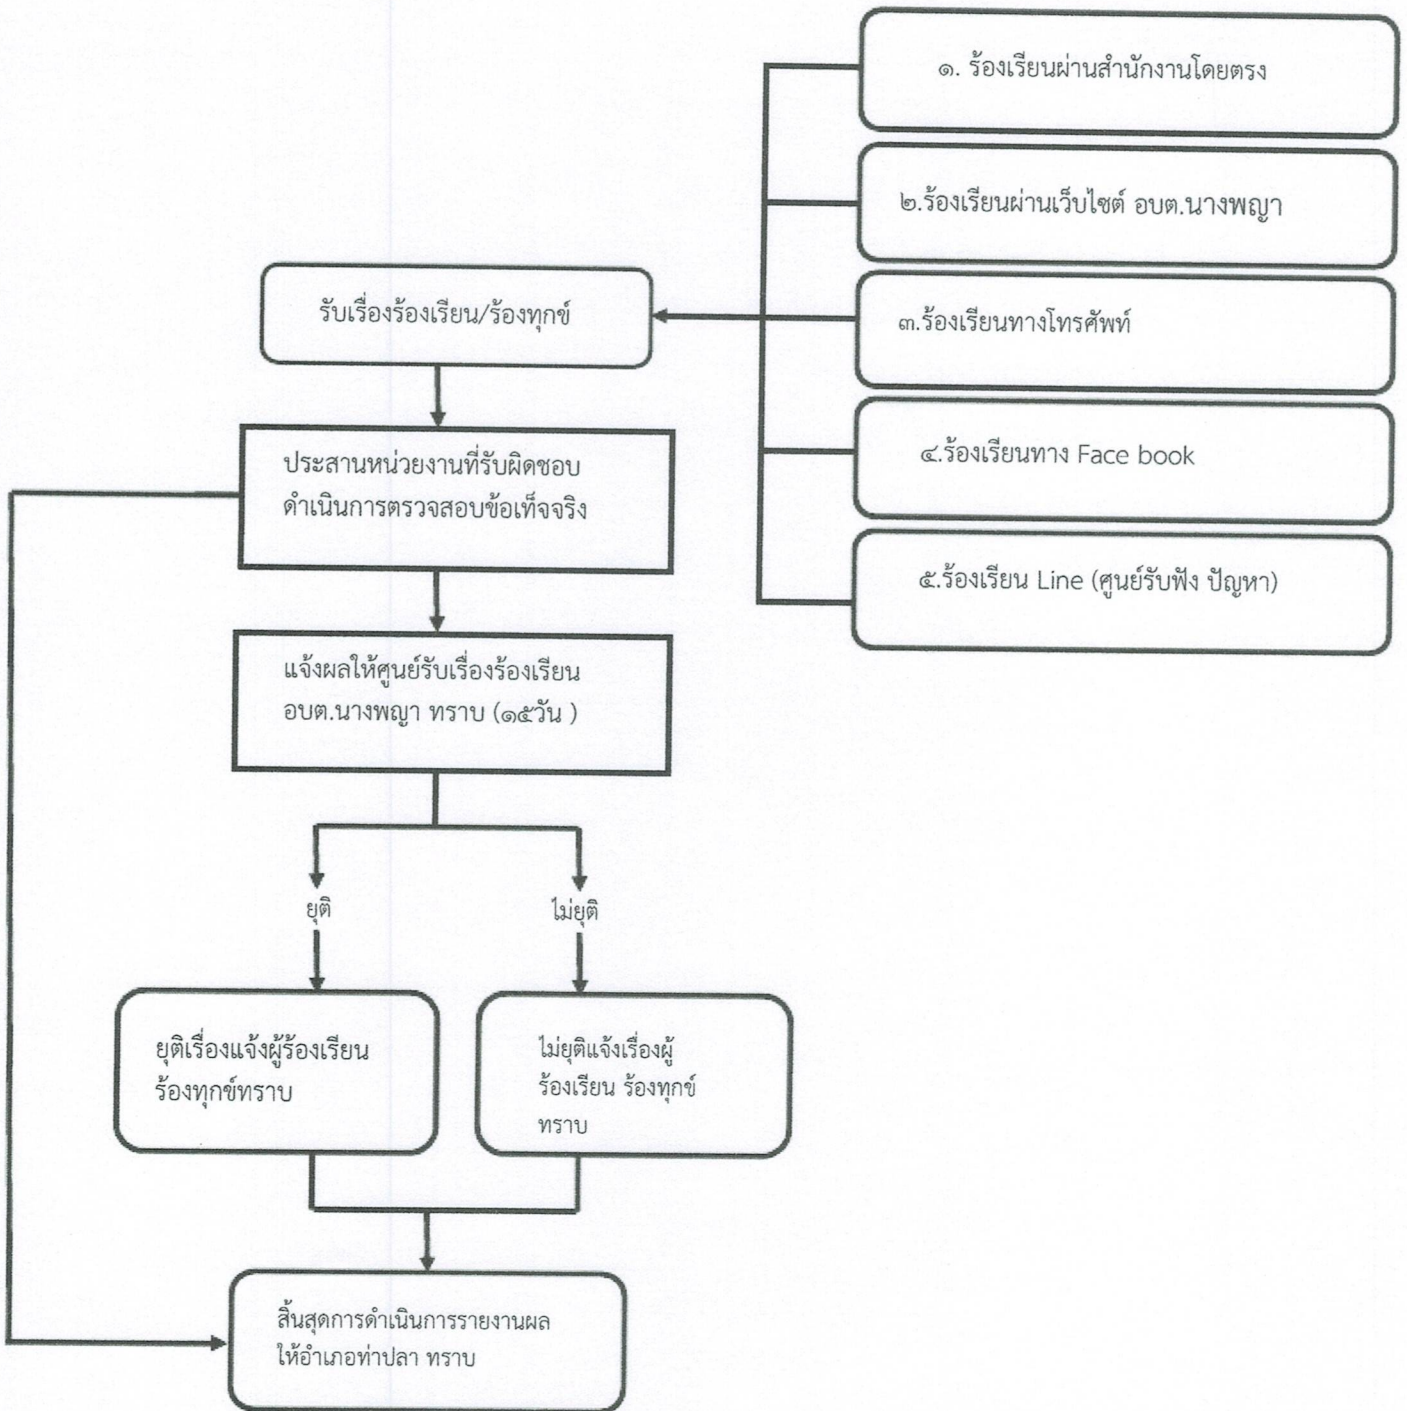 ๑. ร้องเรียนผ่านสำนักงานโดยตรง
๒.ร้องเรียนผ่านเว็บไซต์ อบต.นางพญา
๓.ร้องเรียนทางโทรศัพท์
๔.ร้องเรียนทาง Face book
๕.ร้องเรียน Line (ศูนย์รับฟัง ปัญหา)
รับเรื่องร้องเรียน/ร้องทุกข์
ประสานหน่วยงานที่รับผิดชอบ
ดำเนินการตรวจสอบข้อเท็จจริง
แจ้งผลให้ศูนย์รับเรื่องร้องเรียน
อบต.นางพญา ทราบ (๑๕วัน )
ยุติ
ไม่ยุติ
ยุติเรื่องแจ้งผู้ร้องเรียน
ร้องทุกข์ทราบ
ไม่ยุติแจ้งเรื่องผู้
ร้องเรียน ร้องทุกข์
ทราบ
สิ้นสุดการดำเนินการรายงานผล
ให้อำเภอท่าปลา ทราบ